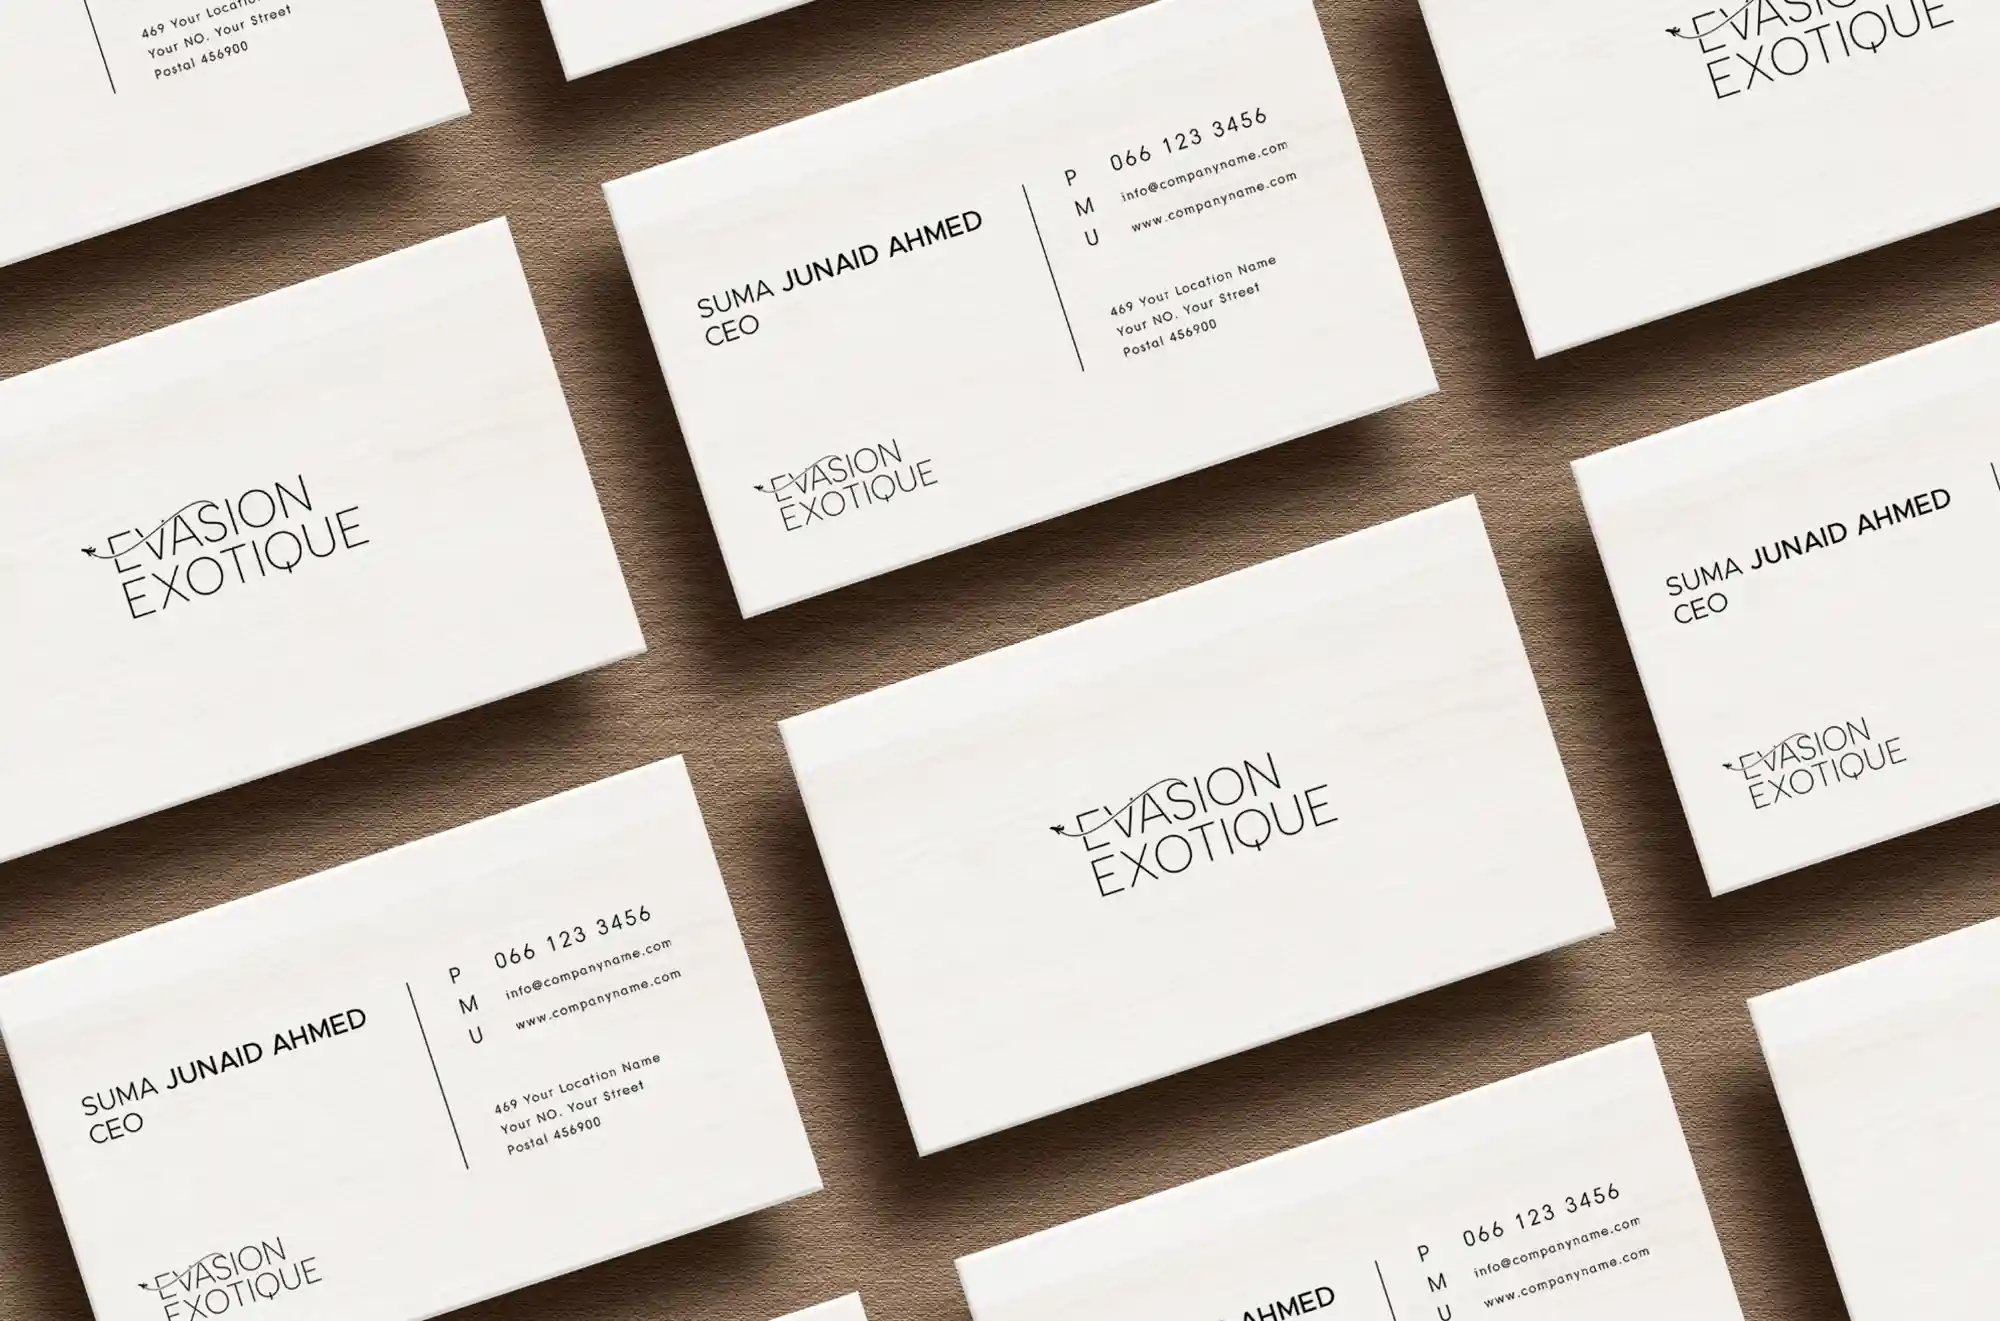 469 Your Locati
Your NO. Your Street
Postal 456900
EVASIO
EXOTIQUE
SUMA JUNAID AHMED
CEO
P 066 123 3456
M info@companyname.com
U www.companyname.com
469 Your Location Name
Your NO. Your Street
Postal 456900
EVASION
EXOTIQUE
EVASION
EXOTIQUE
SUMA JUNAID AHMED
CEO
EVASION
EXOTIQUE
EVASION
EXOTIQUE
SUMA JUNAID AHMED
CEO
P 066 123 3456
M info@companyname.com
U www.companyname.com
469 Your Location Name
Your NO. Your Street
Postal 456900
EVASION
EXOTIQUE
AHMED
P 066 123 3456
M info@companyname.com
U www.companyname.com